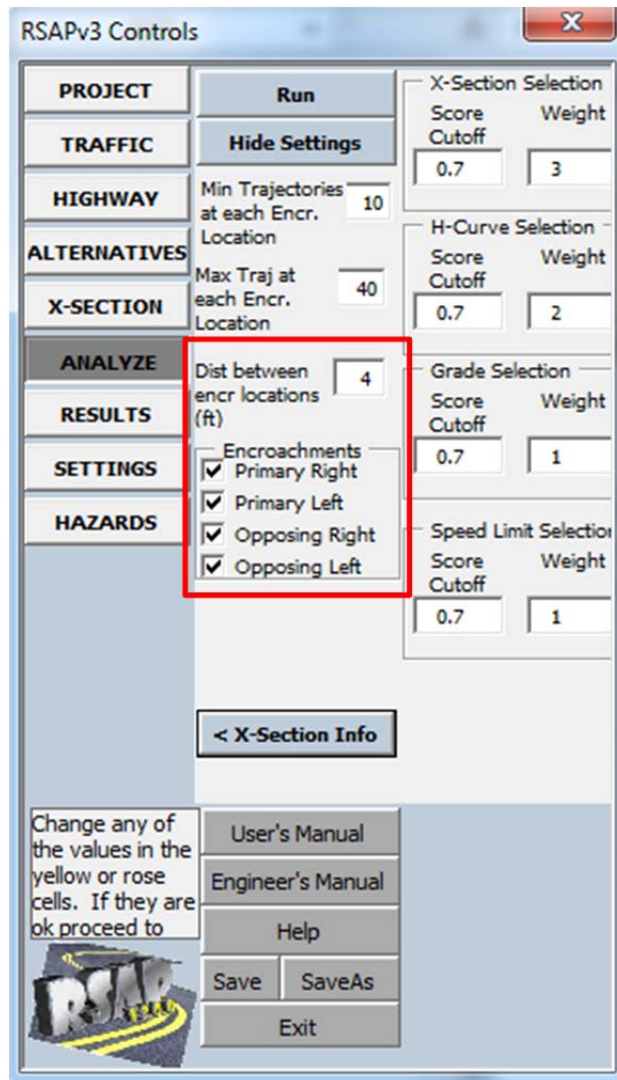 RSAPv3 Controls
X
PROJECT
TRAFFIC
HIGHWAY
ALTERNATIVES
X-SECTION
ANALYZE
RESULTS
SETTINGS
HAZARDS
Run
Hide Settings
Min Trajectories
at each Encr.
Location
10
Max Traj at
each Encr.
Location
40
Dist between
encr locations
(ft)
4
Encroachments
Primary Right
Primary Left
Opposing Right
Opposing Left
< X-Section Info
X-Section Selection
Score Weight
Cutoff
0.7 3
H-Curve Selection
Score Weight
Cutoff
0.7 2
Grade Selection
Score Weight
Cutoff
0.7 1
Speed Limit Selection
Score Weight
Cutoff
0.7 1
Change any of
the values in the
yellow or rose
cells. If they are
ok proceed to
RSAP
User's Manual
Engineer's Manual
Help
Save SaveAs
Exit